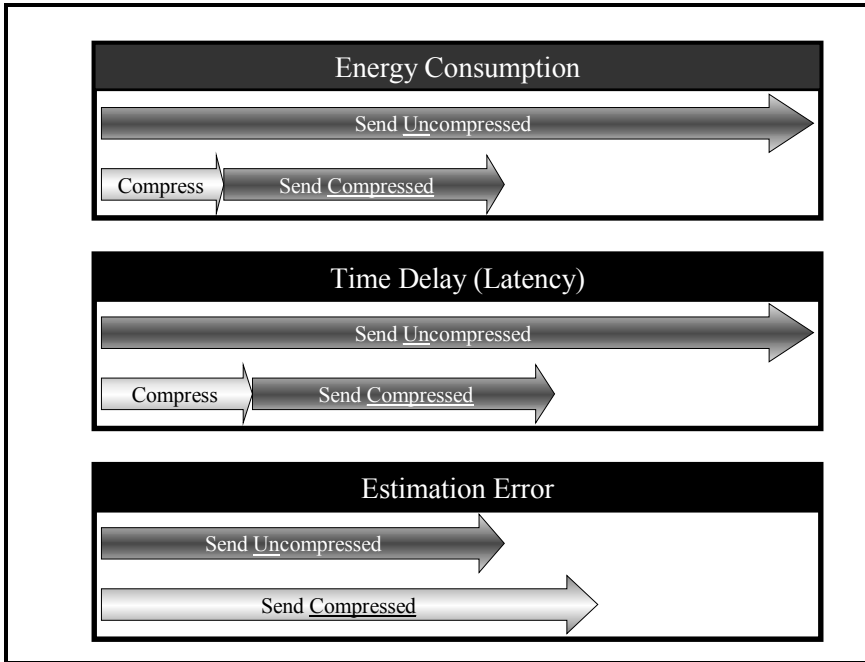 Energy Consumption
Send Uncompressed
Compress
Send Compressed
Time Delay (Latency)
Send Uncompressed
Compress
Send Compressed
Estimation Error
Send Uncompressed
Send Compressed